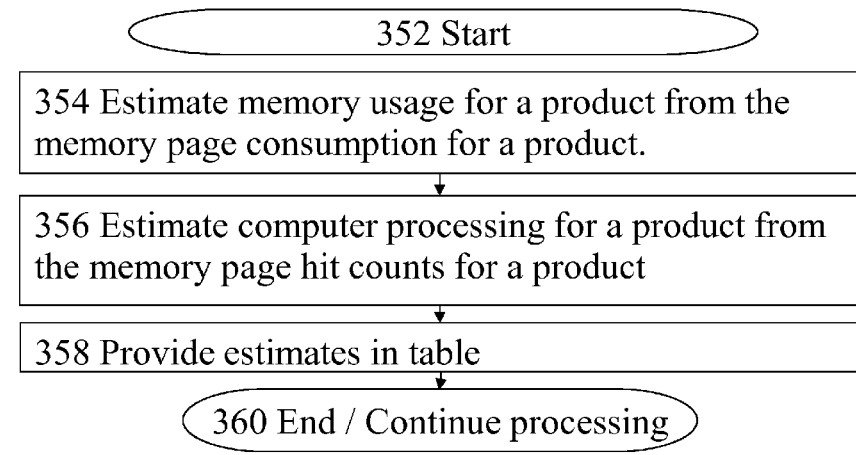 352 Start
354 Estimate memory usage for a product from the
memory page consumption for a product.
356 Estimate computer processing for a product from
the memory page hit counts for a product
358 Provide estimates in table
360 End / Continue processing